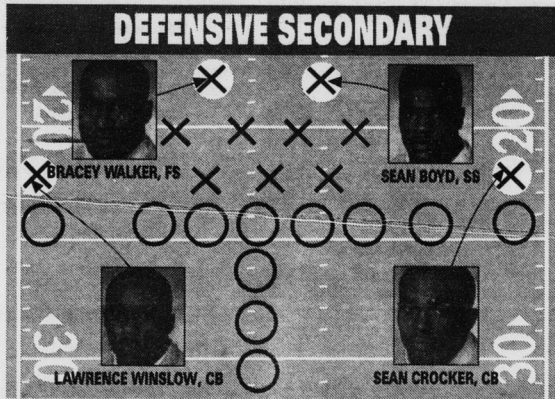 DEFENSIVE SECONDARY
20
20
BRACEY WALKER, FS
SEAN BOYD, SS
30
30
LAWRENCE WINSLOW, CB
SEAN CROCKER, CB